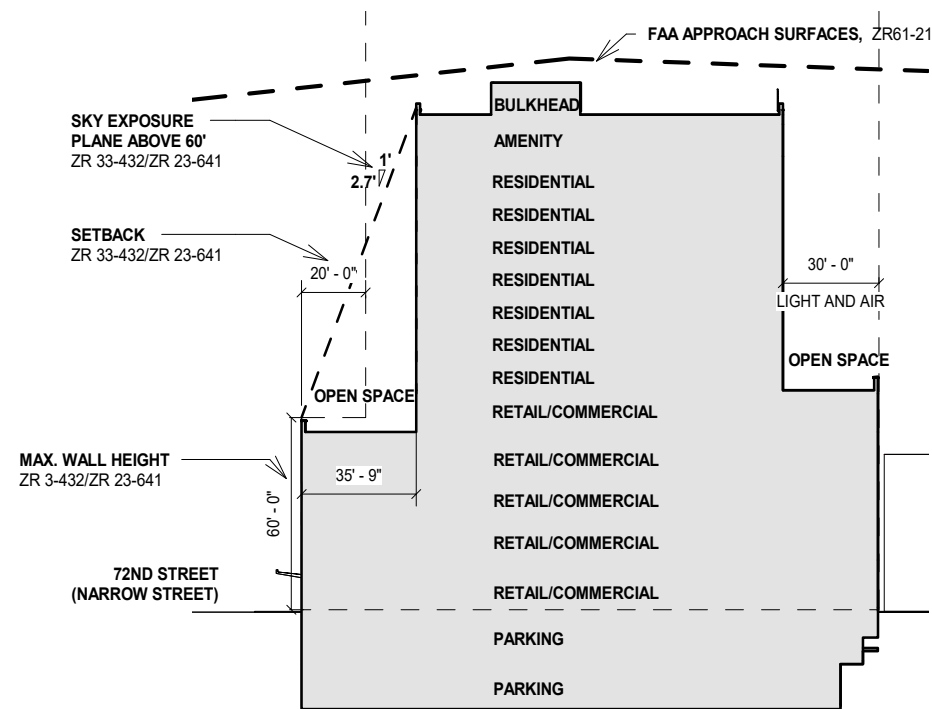 FAA APPROACH SURFACES, ZR61-21
BULKHEAD
SKY EXPOSURE
PLANE ABOVE 60'
ZR 33-432/ZR 23-641
AMENITY
1'
2.7'
RESIDENTIAL
RESIDENTIAL
SETBACK
ZR 33-432/ZR 23-641
RESIDENTIAL
20' - 0"
30' - 0"
RESIDENTIAL
LIGHT AND AIR
RESIDENTIAL
RESIDENTIAL
OPEN SPACE
RESIDENTIAL
OPEN SPACE
RETAIL/COMMERCIAL
MAX. WALL HEIGHT
ZR 3-432/ZR 23-641
RETAIL/COMMERCIAL
35' - 9"
60' - 0"
RETAIL/COMMERCIAL
RETAIL/COMMERCIAL
72ND STREET
(NARROW STREET)
RETAIL/COMMERCIAL
PARKING
PARKING